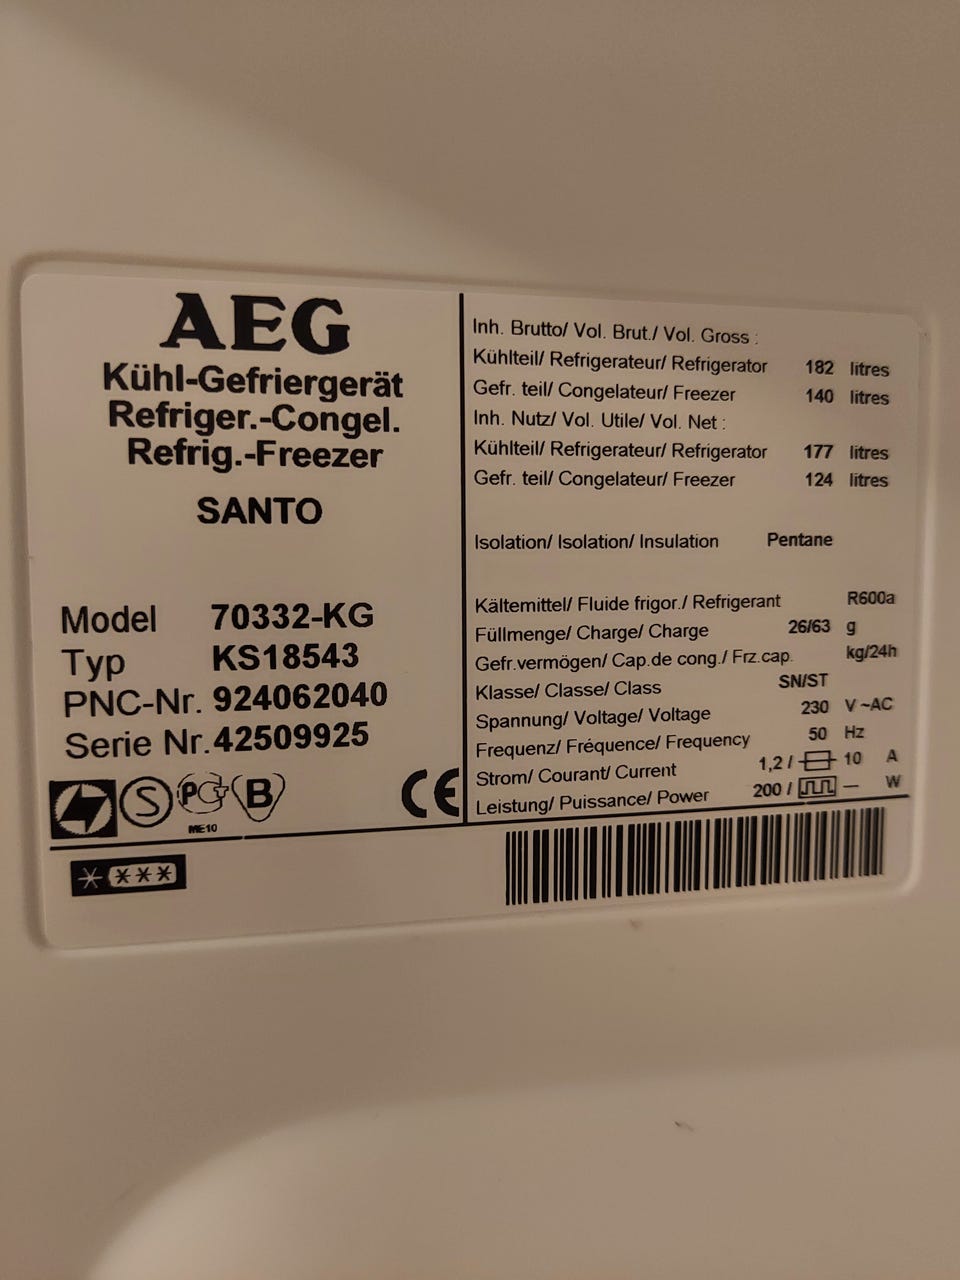 AEG
Kühl-Gefriergerät
Refriger.-Congel.
Refrig.-Freezer
SANTO
Model 70332-KG
Typ KS18543
PNC-Nr. 924062040
Serie Nr. 42509925
S PG B CE
ME10
Inh. Brutto/ Vol. Brut./ Vol. Gross :
Kühlteil/ Refrigerateur/ Refrigerator 182 litres
Gefr. teil/ Congelateur/ Freezer 140 litres
Inh. Nutz/ Vol. Utile/ Vol. Net :
Kühlteil/ Refrigerateur/ Refrigerator 177 litres
Gefr. teil/ Congelateur/ Freezer 124 litres
Isolation/ Isolation/ Insulation Pentane
Kältemittel/ Fluide frigor./ Refrigerant R600a
Füllmenge/ Charge/ Charge 26/63 g
Gefr.vermögen/ Cap.de cong./ Frz.cap. kg/24h
Klasse/ Classe/ Class SN/ST
Spannung/ Voltage/ Voltage 230 V ~AC
Frequenz/ Fréquence/ Frequency 50 Hz
Strom/ Courant/ Current 1,2 / 10 A
Leistung/ Puissance/ Power 200 / — W